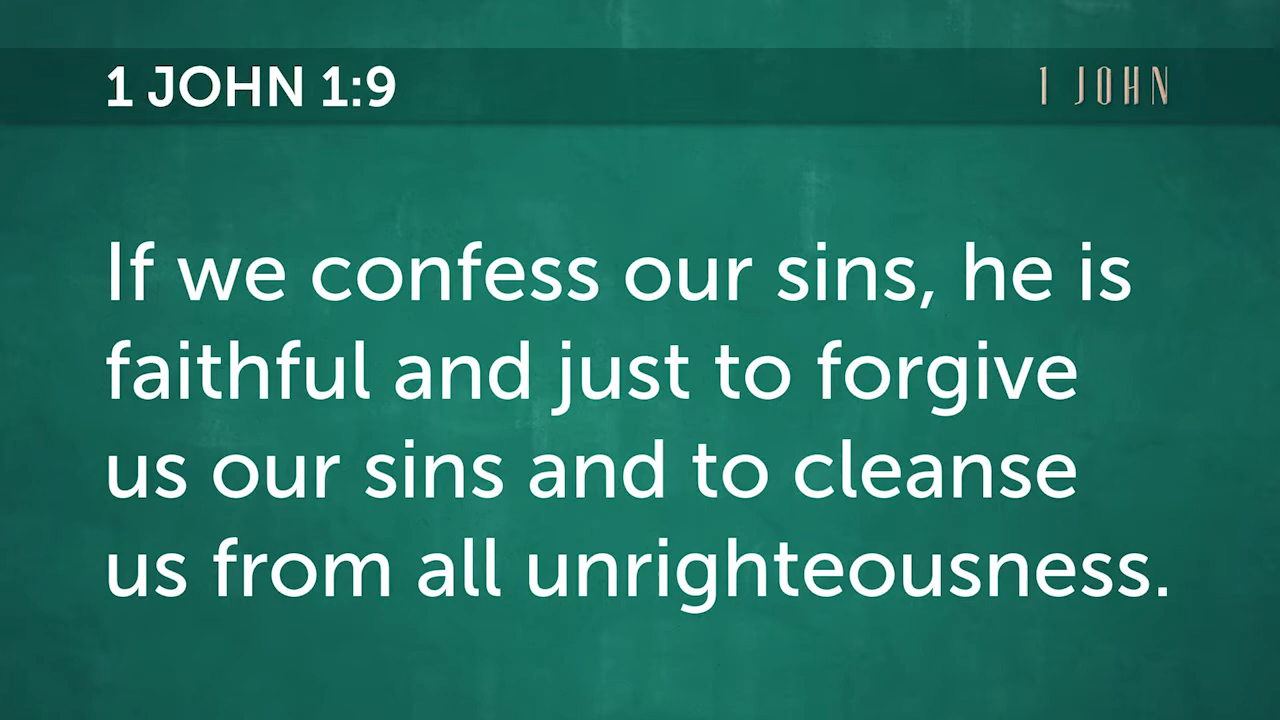 1 JOHN 1:9
1 JOHN
If we confess our sins, he is
faithful and just to forgive
us our sins and to cleanse
us from all unrighteousness.